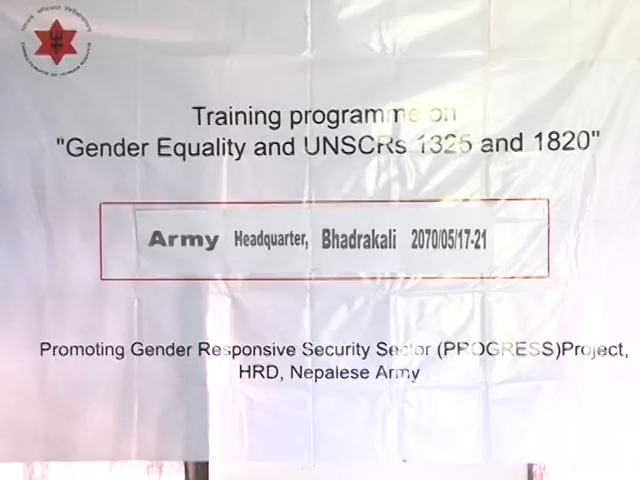 Training programme on
"Gender Equality and UNSCRs 1325 and 1820"
Army Headquarter, Bhadrakali 2070/05/17-21
Promoting Gender Responsive Security Sector (PROGRESS)Project,
HRD, Nepalese Army